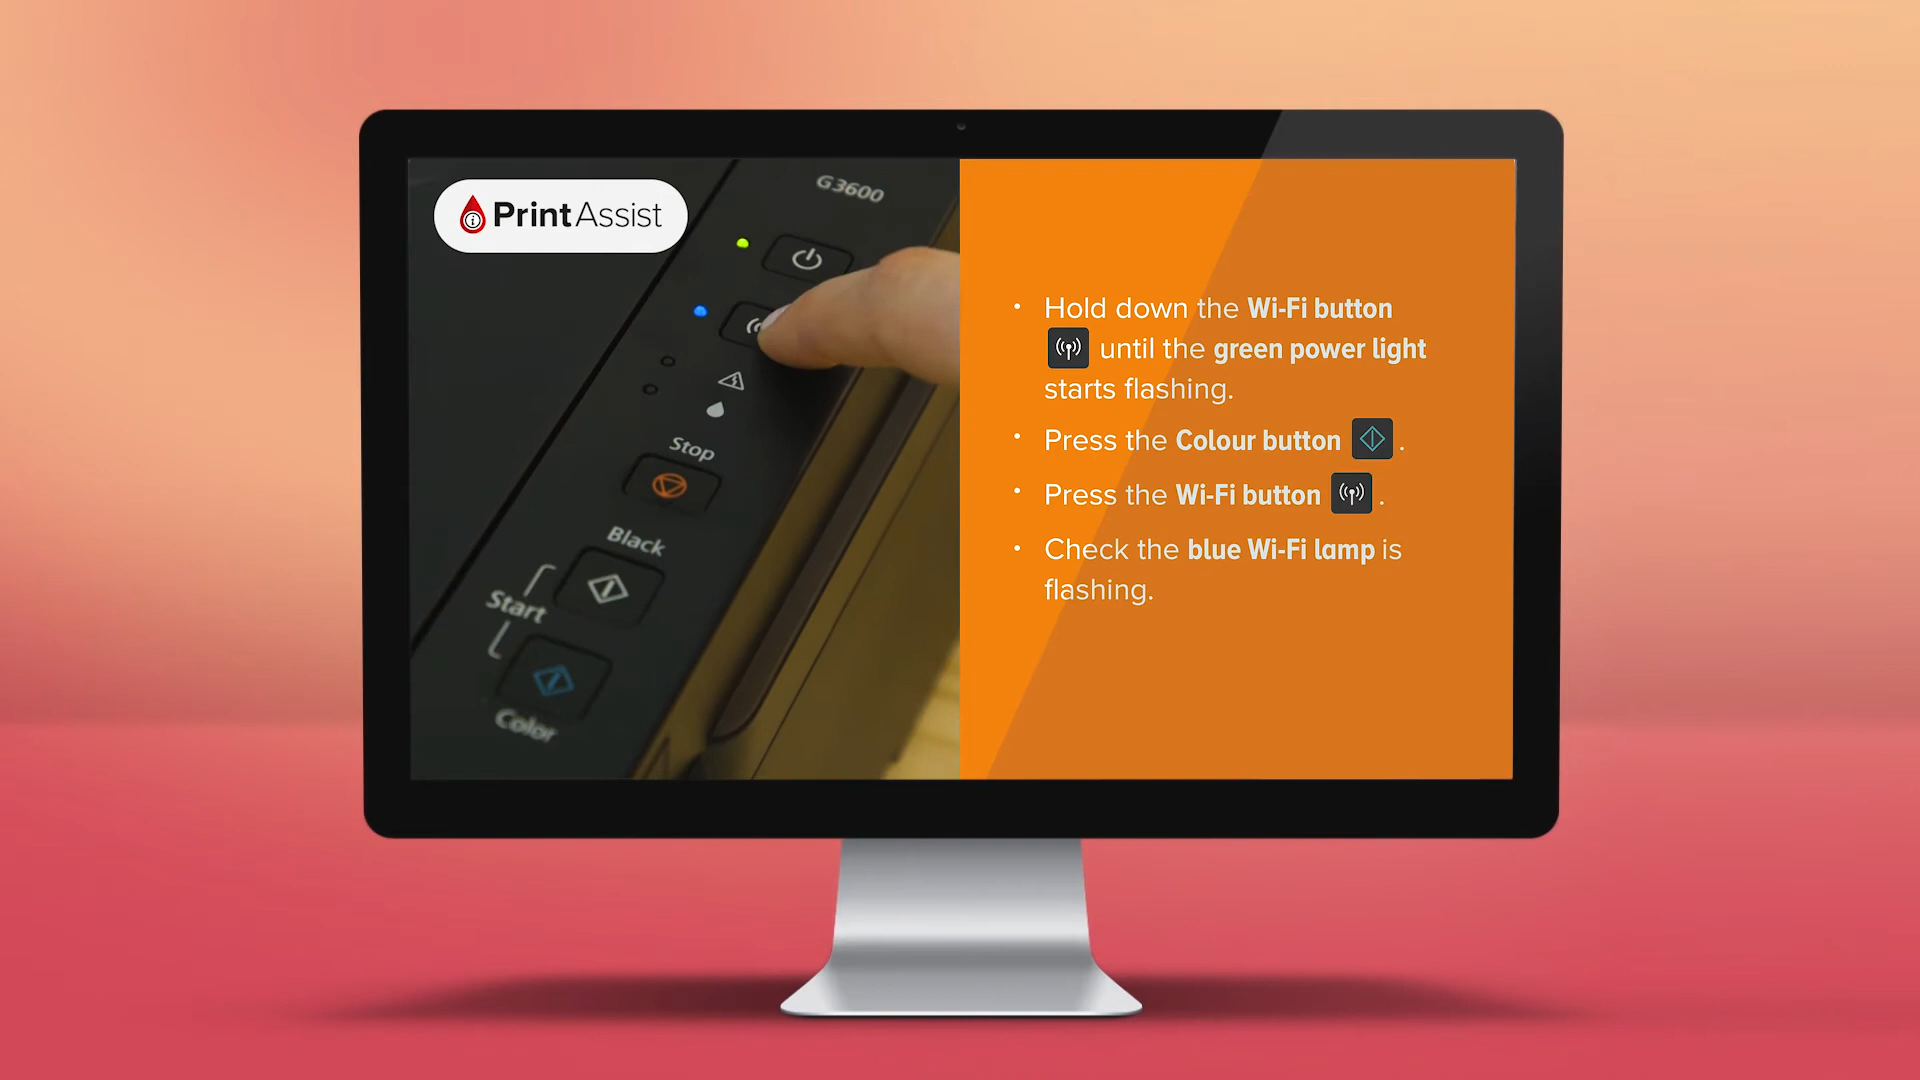 PrintAssist
G3600
Stop
Black
Start
Color
• Hold down the Wi-Fi button
until the green power light
starts flashing.
• Press the Colour button .
• Press the Wi-Fi button .
• Check the blue Wi-Fi lamp is
flashing.